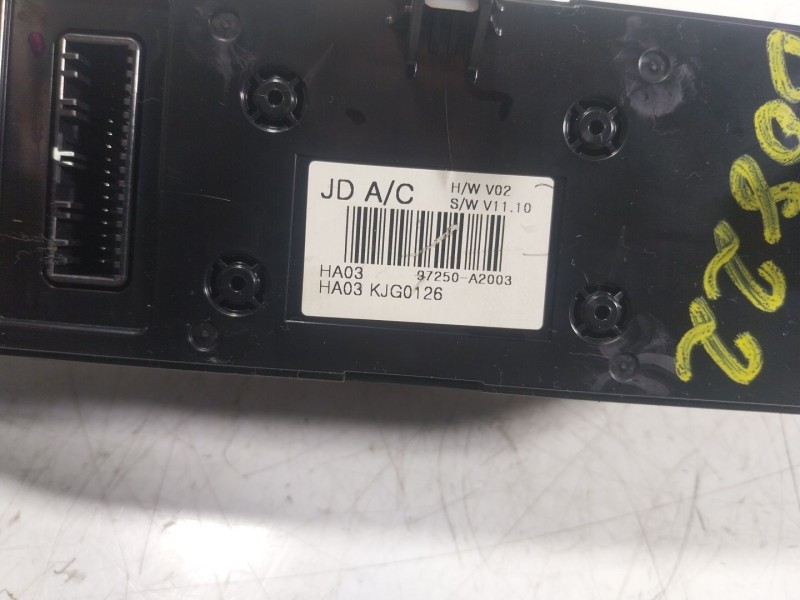 JD A/C
H/W V02
S/W V11.10
HA03 97250-A2003
HA03 KJG0126